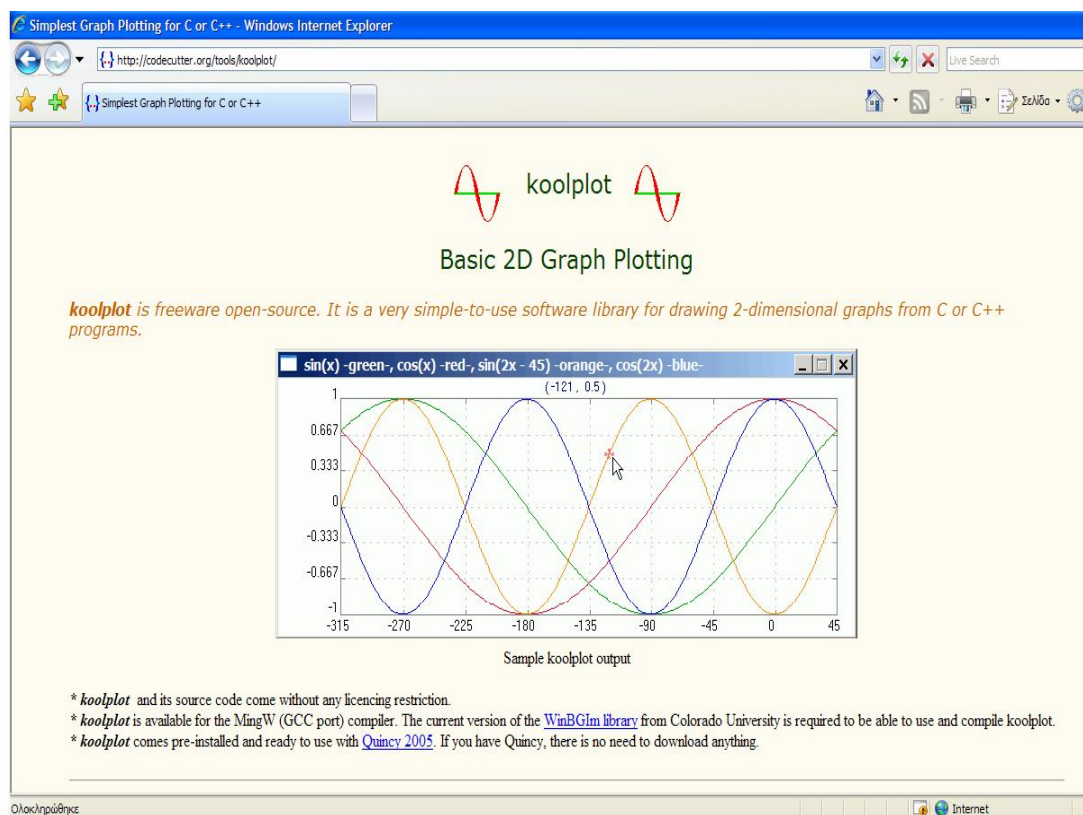 Simplest Graph Plotting for C or C++ - Windows Internet Explorer
http://codecutter.org/tools/koolplot/
Live Search
Simplest Graph Plotting for C or C++
Σελίδα
koolplot
Basic 2D Graph Plotting
koolplot is freeware open-source. It is a very simple-to-use software library for drawing 2-dimensional graphs from C or C++
programs.
sin(x) -green-, cos(x) -red-, sin(2x - 45) -orange-, cos(2x) -blue-
(-121, 0.5)
1
0.667
0.333
0
-0.333
-0.667
-1
-315 -270 -225 -180 -135 -90 -45 0 45
Sample koolplot output
* koolplot and its source code come without any licencing restriction.
* koolplot is available for the MingW (GCC port) compiler. The current version of the WinBGIm library from Colorado University is required to be able to use and compile koolplot.
* koolplot comes pre-installed and ready to use with Quincy 2005. If you have Quincy, there is no need to download anything.
Ολοκληρώθηκε
Internet